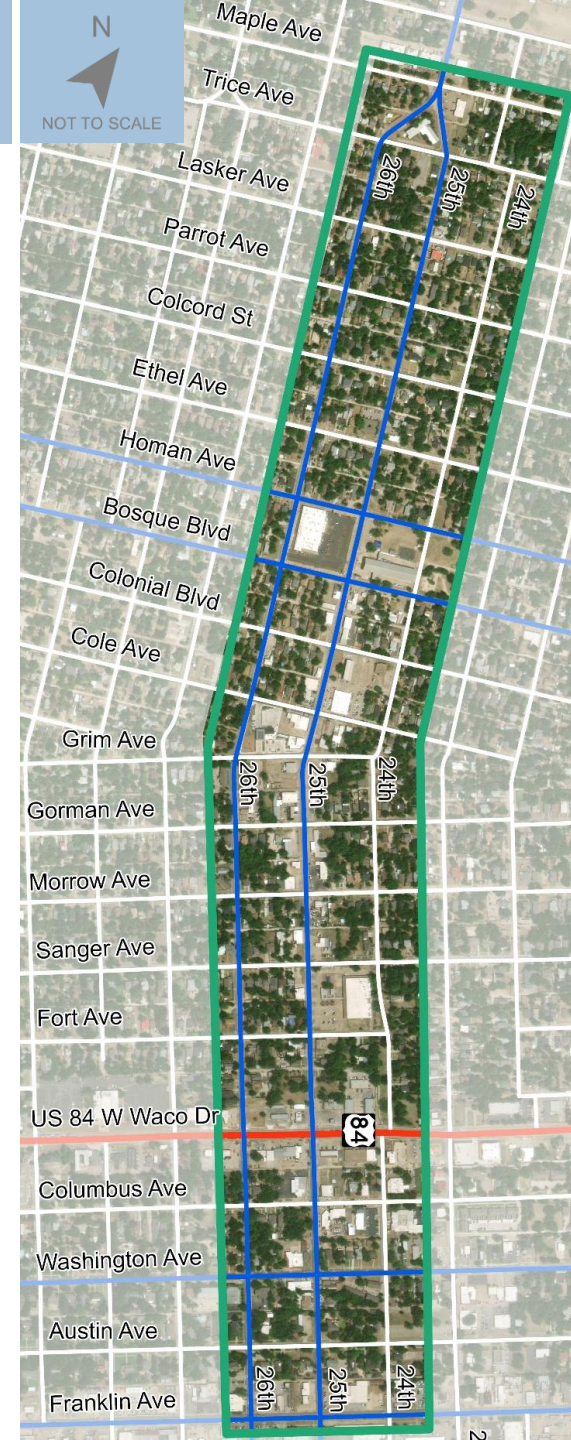 N
NOT TO SCALE
Maple Ave
Trice Ave
Lasker Ave
26th
25th
24th
Parrot Ave
Colcord St
Ethel Ave
Homan Ave
Bosque Blvd
Colonial Blvd
Cole Ave
Grim Ave
26th
25th
24th
Gorman Ave
Morrow Ave
Sanger Ave
Fort Ave
US 84 W Waco Dr
84
Columbus Ave
Washington Ave
Austin Ave
Franklin Ave
26th
25th
24th
2